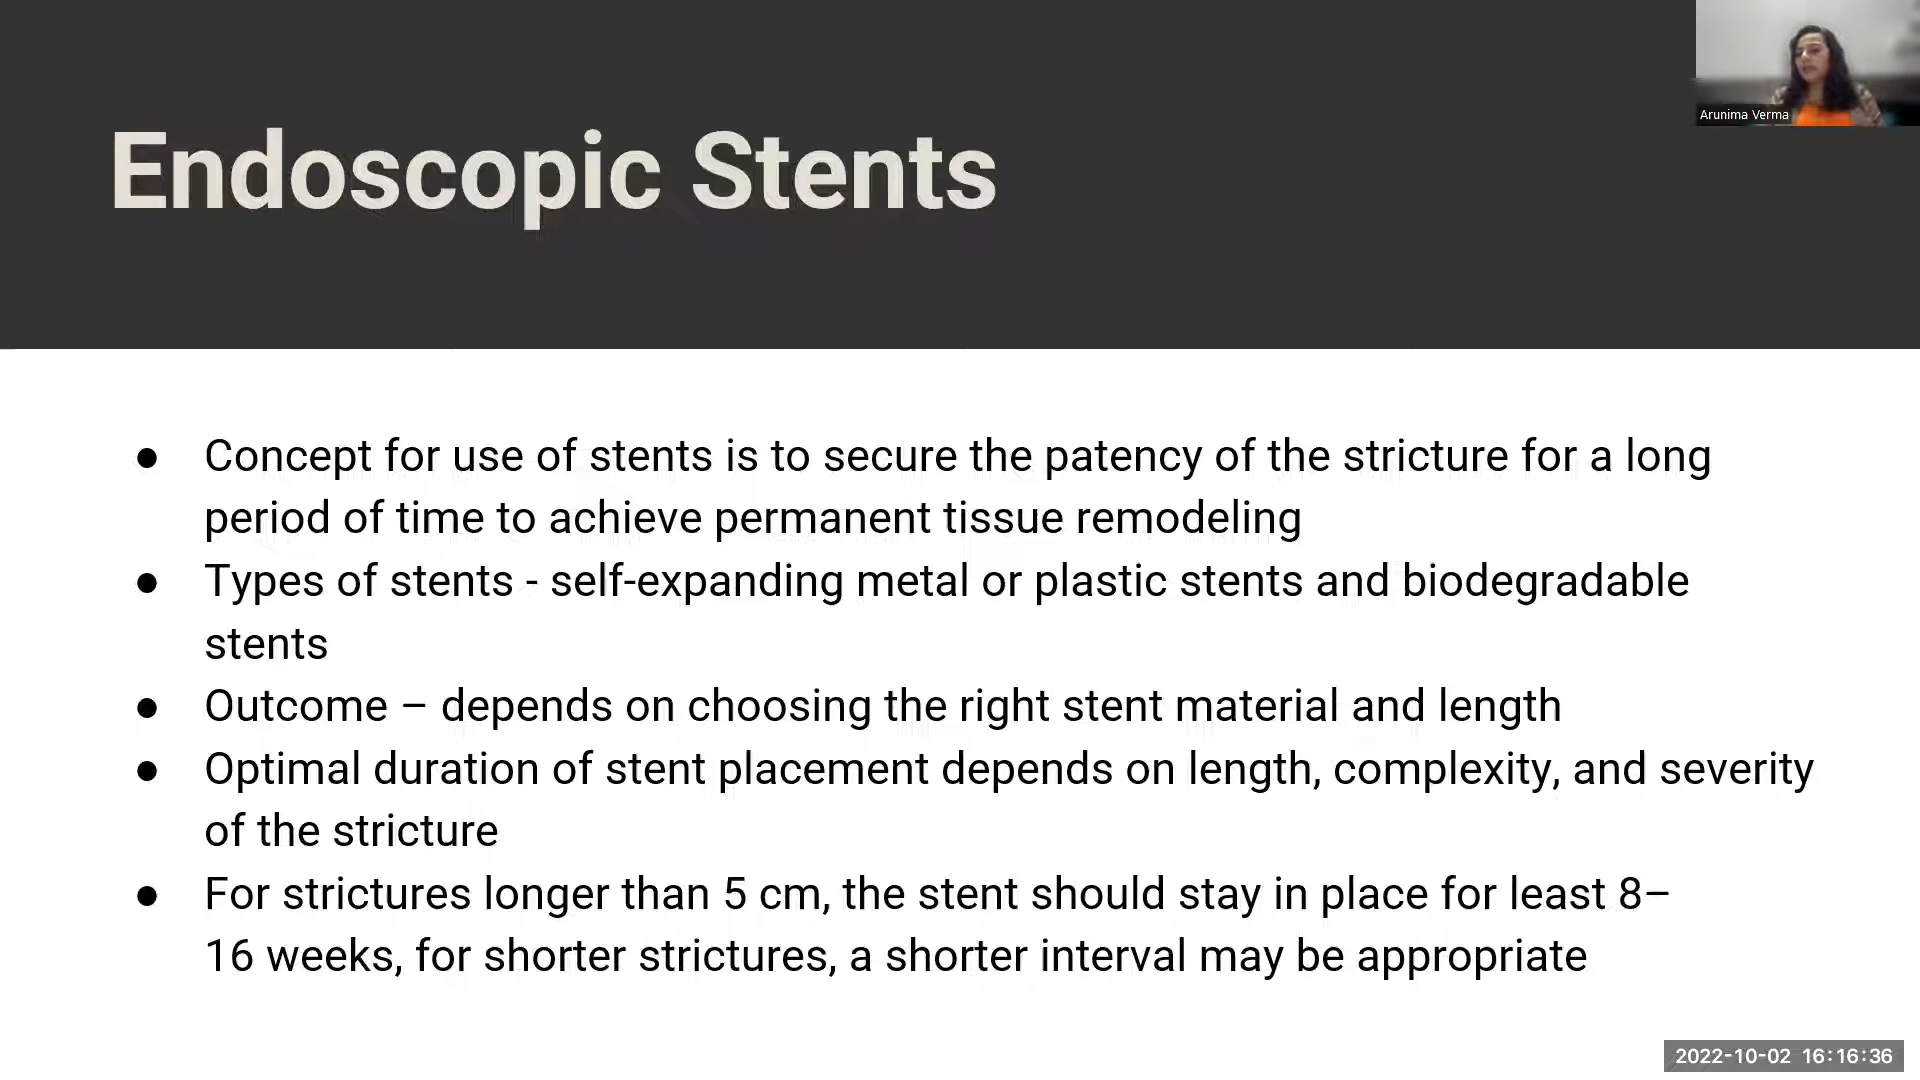 Arunima Verma
Endoscopic Stents
● Concept for use of stents is to secure the patency of the stricture for a long
period of time to achieve permanent tissue remodeling
● Types of stents - self-expanding metal or plastic stents and biodegradable
stents
● Outcome – depends on choosing the right stent material and length
● Optimal duration of stent placement depends on length, complexity, and severity
of the stricture
● For strictures longer than 5 cm, the stent should stay in place for least 8–
16 weeks, for shorter strictures, a shorter interval may be appropriate
2022-10-02 16:16:36